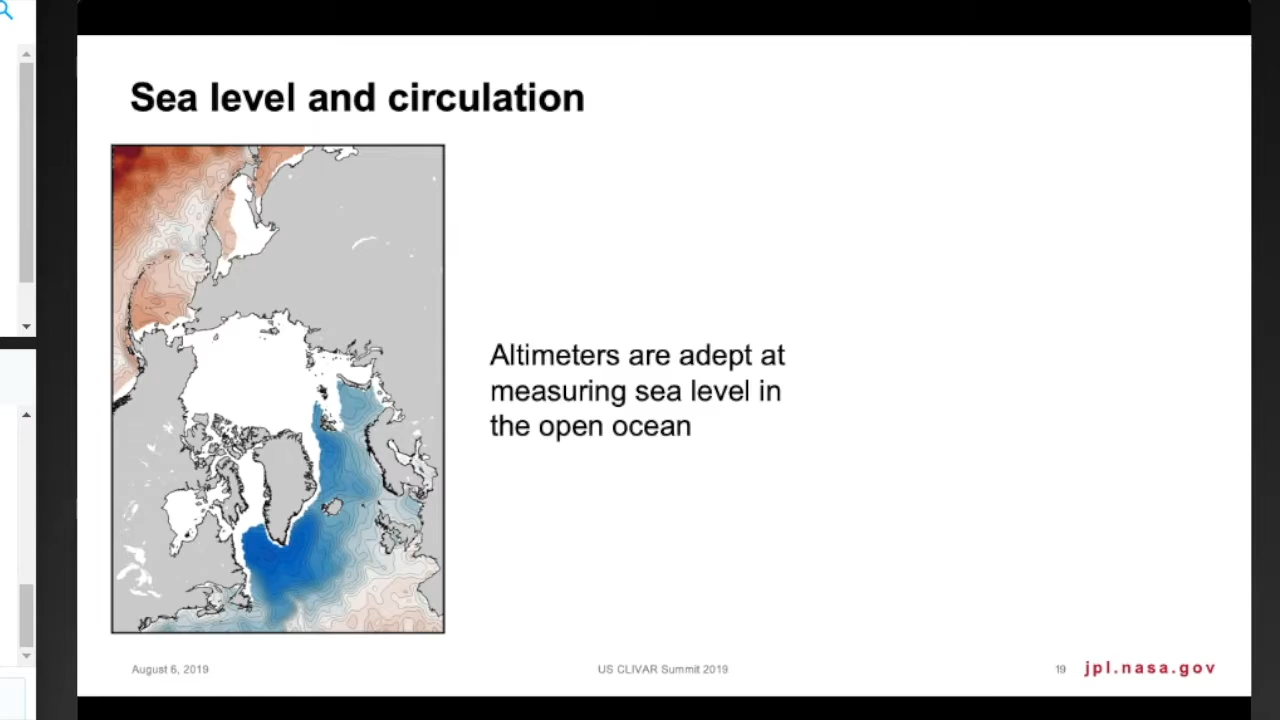 Sea level and circulation
Altimeters are adept at
measuring sea level in
the open ocean
August 6, 2019
US CLIVAR Summit 2019
19
jpl.nasa.gov